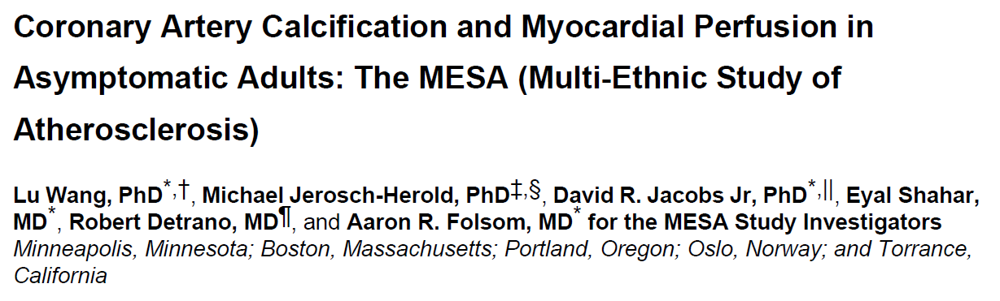 Coronary Artery Calcification and Myocardial Perfusion in
Asymptomatic Adults: The MESA (Multi-Ethnic Study of
Atherosclerosis)
Lu Wang, PhD*,†, Michael Jerosch-Herold, PhD‡,§, David R. Jacobs Jr, PhD*,||, Eyal Shahar,
MD*, Robert Detrano, MD¶, and Aaron R. Folsom, MD* for the MESA Study Investigators
Minneapolis, Minnesota; Boston, Massachusetts; Portland, Oregon; Oslo, Norway; and Torrance,
California